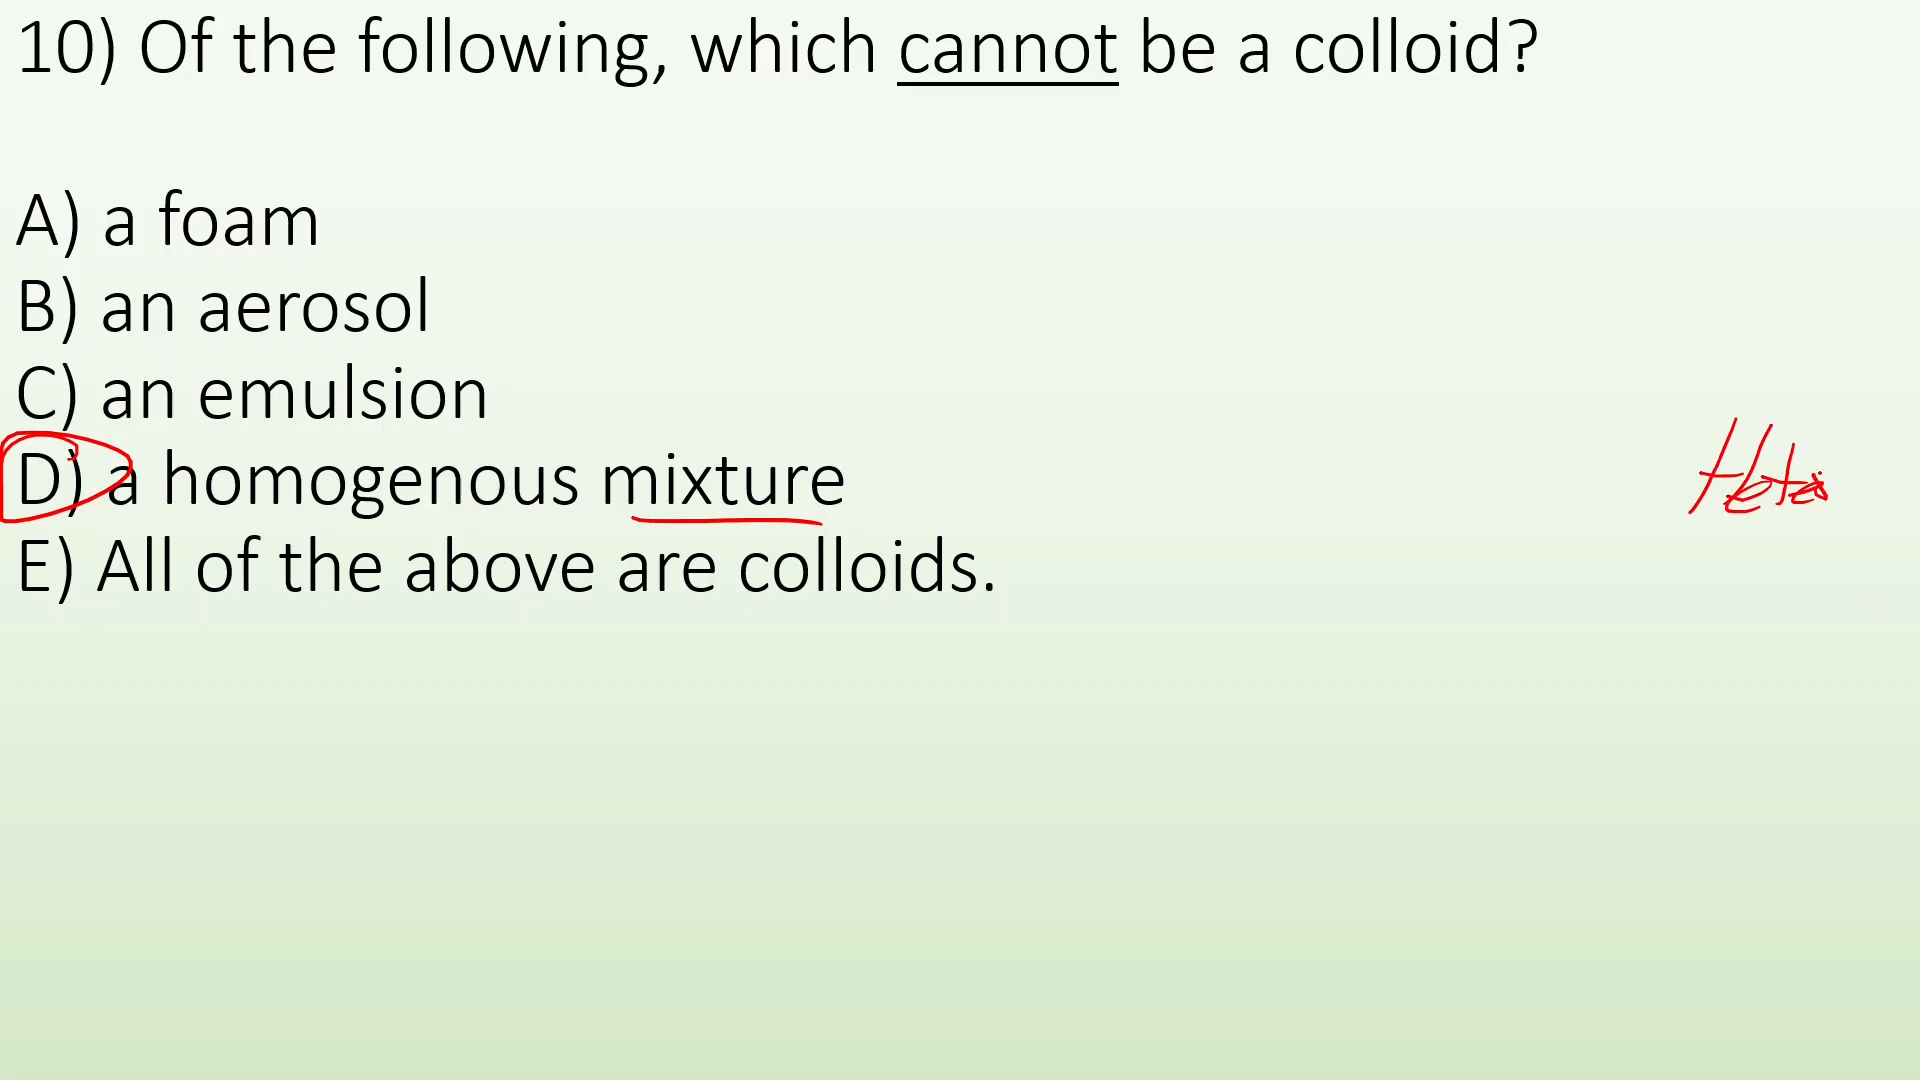 10) Of the following, which cannot be a colloid?
A) a foam
B) an aerosol
C) an emulsion
D) a homogenous mixture
E) All of the above are colloids.